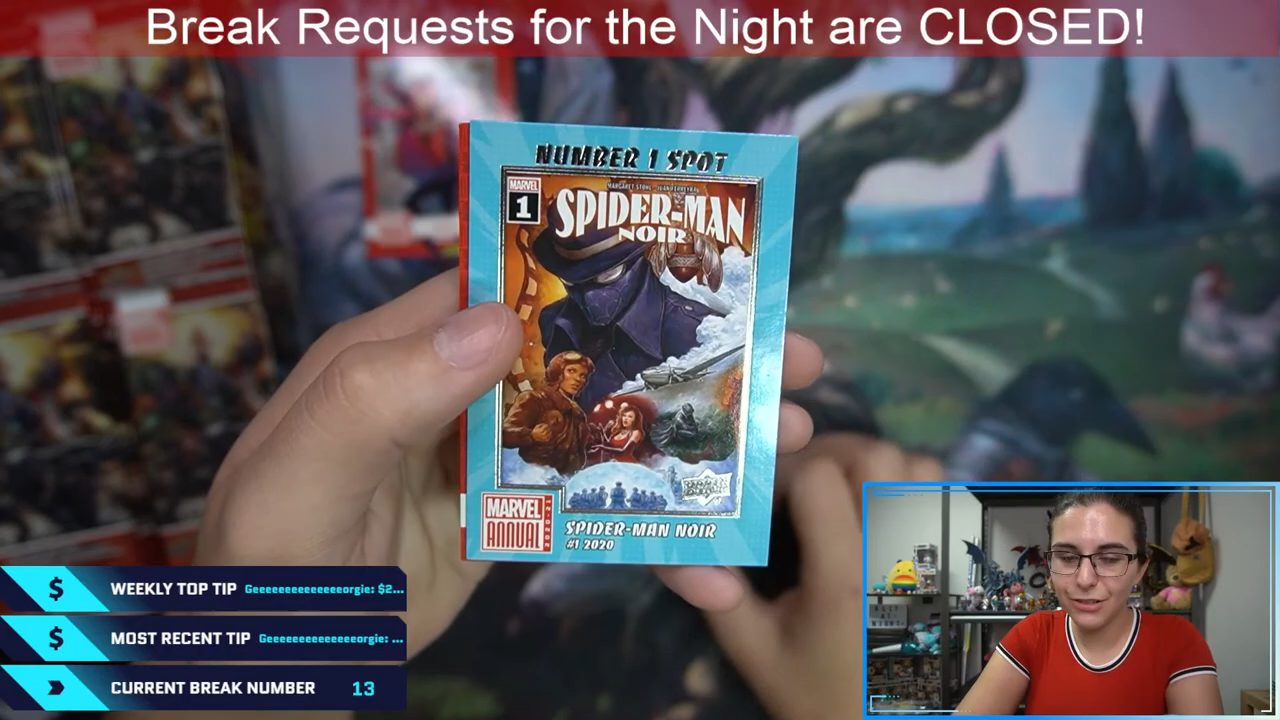 Break Requests for the Night are CLOSED!
NUMBER 1 SPOT
MARVEL
1
MARGARET STOHL · JUAN FERREYRA
SPIDER-MAN
NOIR
MARVEL
ANNUAL
2020-21
SPIDER-MAN NOIR
#1 2020
WEEKLY TOP TIP Geeeeeeeeeeeeeeorgie: $2...
MOST RECENT TIP Geeeeeeeeeeeeeeorgie: ...
CURRENT BREAK NUMBER 13